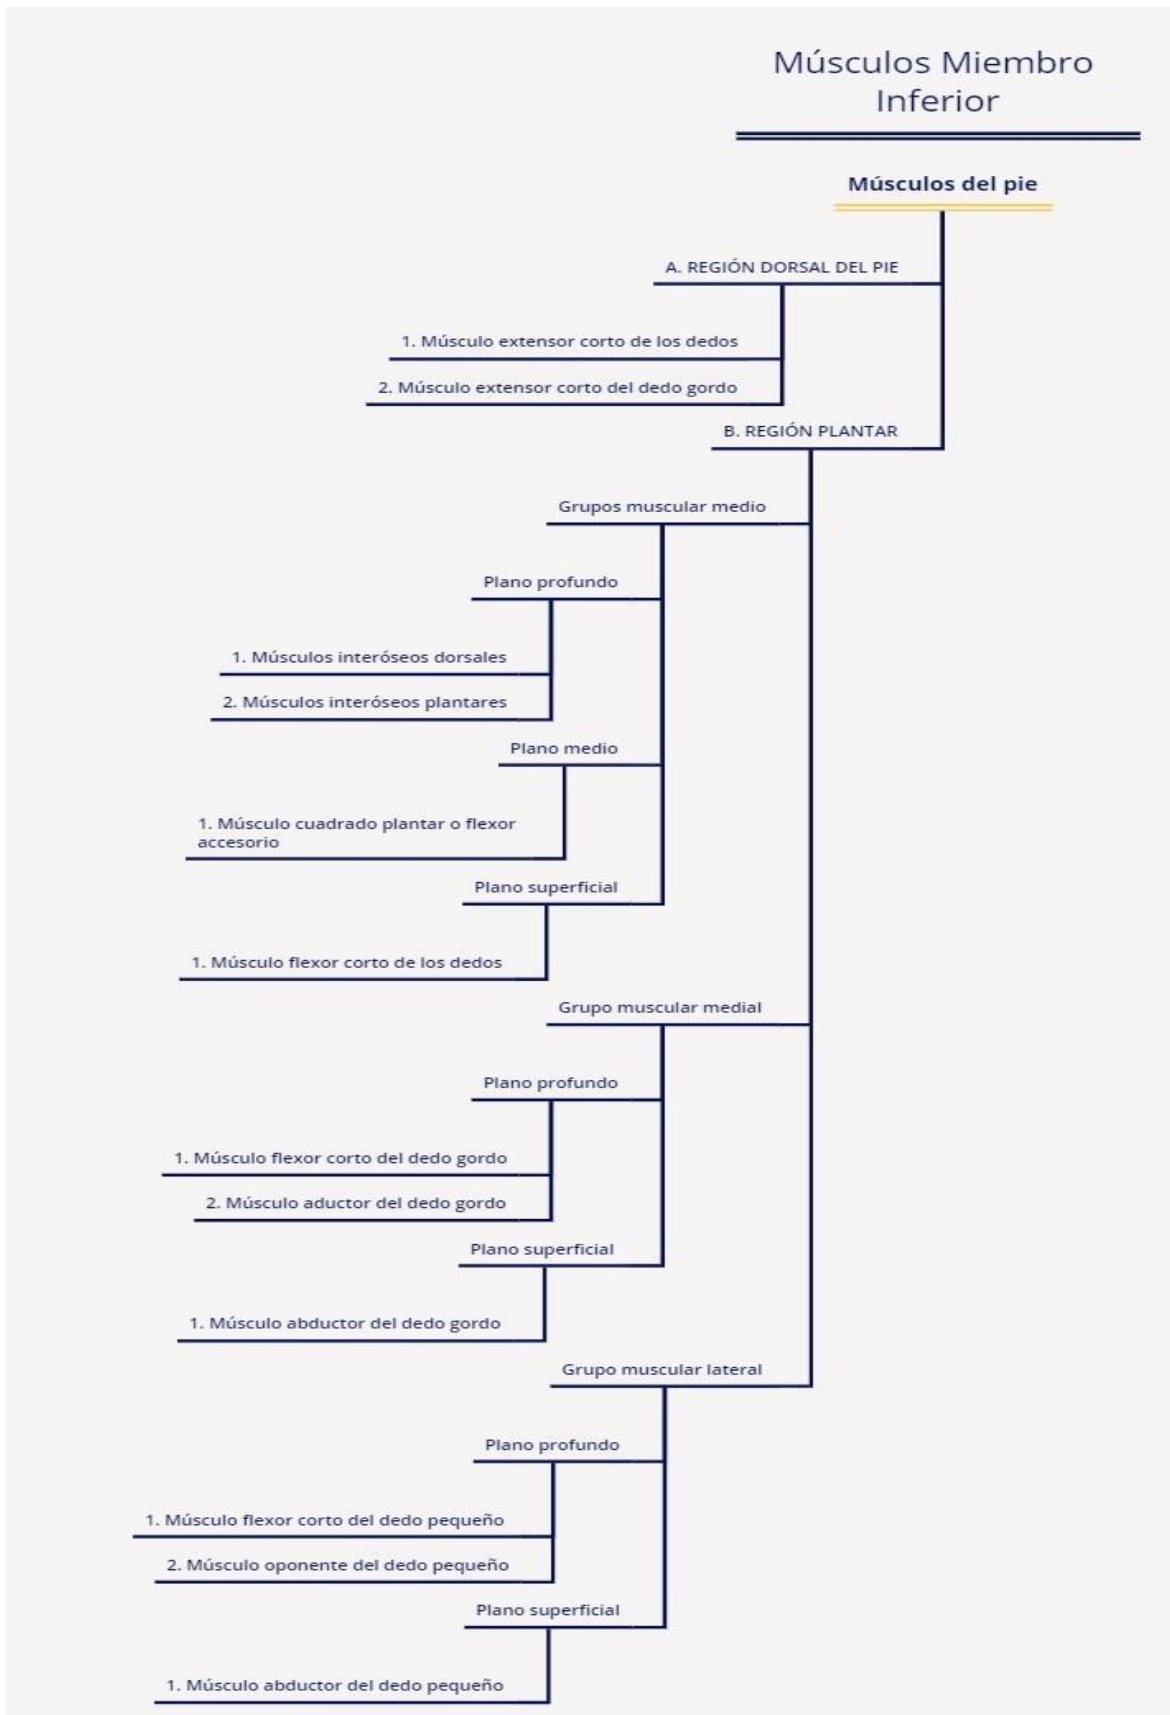 Músculos Miembro
Inferior
Músculos del pie
A. REGIÓN DORSAL DEL PIE
1. Músculo extensor corto de los dedos
2. Músculo extensor corto del dedo gordo
B. REGIÓN PLANTAR
Grupos muscular medio
Plano profundo
1. Músculos interóseos dorsales
2. Músculos interóseos plantares
Plano medio
1. Músculo cuadrado plantar o flexor
accesorio
Plano superficial
1. Músculo flexor corto de los dedos
Grupo muscular medial
Plano profundo
1. Músculo flexor corto del dedo gordo
2. Músculo aductor del dedo gordo
Plano superficial
1. Músculo abductor del dedo gordo
Grupo muscular lateral
Plano profundo
1. Músculo flexor corto del dedo pequeño
2. Músculo oponente del dedo pequeño
Plano superficial
1. Músculo abductor del dedo pequeño